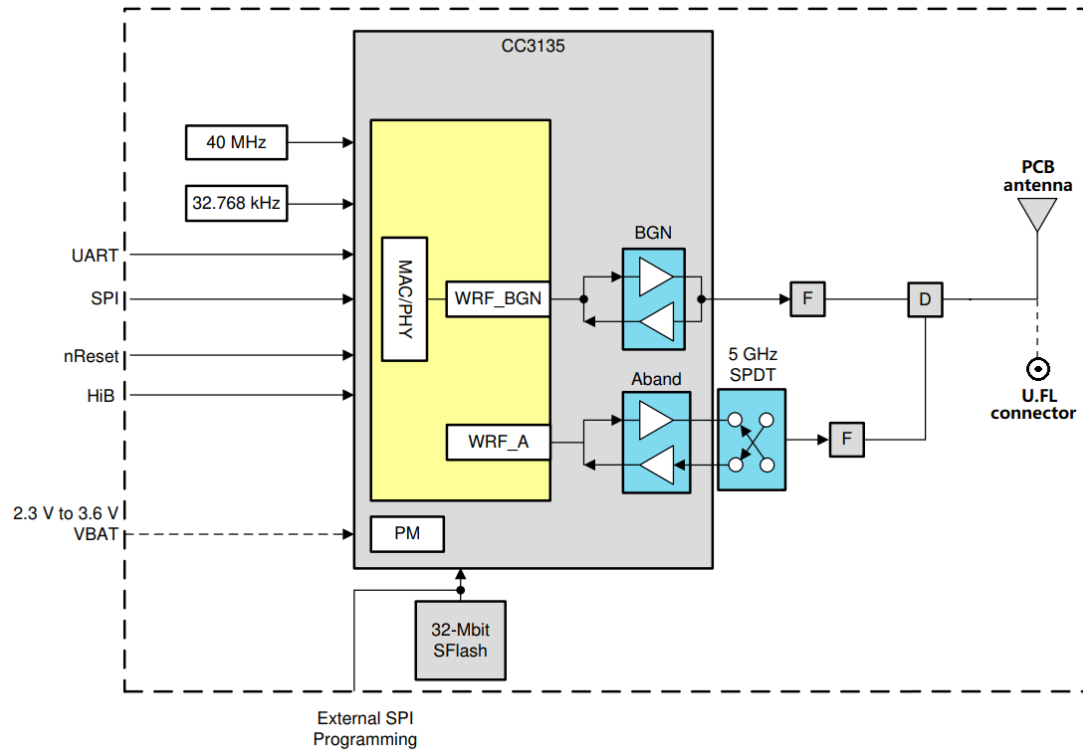 CC3135
40 MHz
32.768 kHz
UART
SPI
nReset
HiB
2.3 V to 3.6 V
VBAT
MAC/PHY
WRF_BGN
WRF_A
PM
BGN
Aband
5 GHz
SPDT
F
F
D
PCB
antenna
U.FL
connector
32-Mbit
SFlash
External SPI
Programming